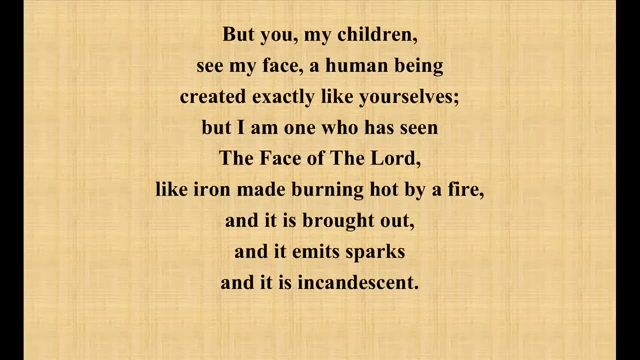 But you, my children,
see my face, a human being
created exactly like yourselves;
but I am one who has seen
The Face of The Lord,
like iron made burning hot by a fire,
and it is brought out,
and it emits sparks
and it is incandescent.